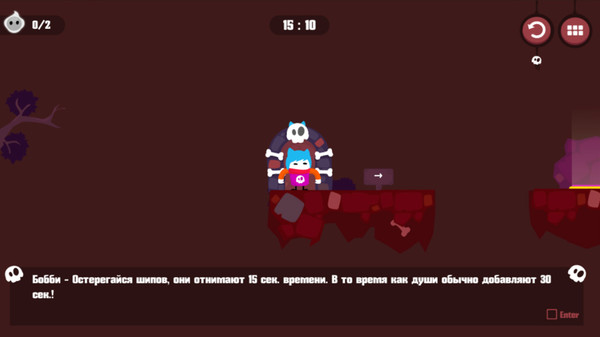 0/2
15 : 10
→
Бобби - Остерегайся шипов, они отнимают 15 сек. времени. В то время как души обычно добавляют 30
сек.!
Enter